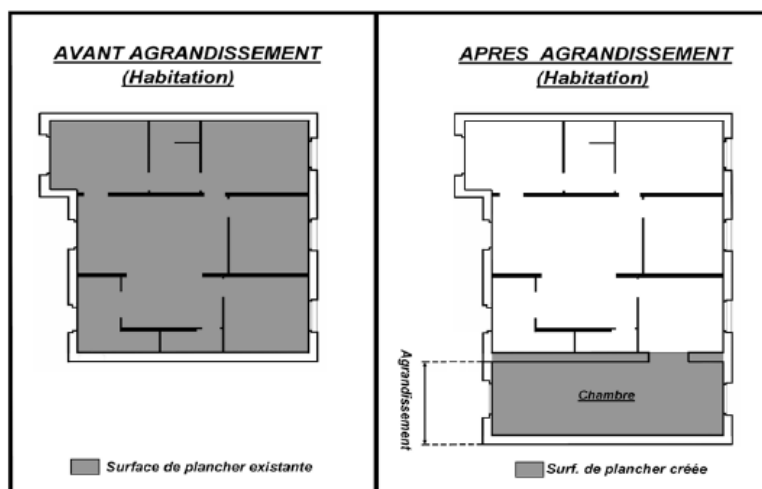 AVANT AGRANDISSEMENT
(Habitation)
Surface de plancher existante
APRES AGRANDISSEMENT
(Habitation)
Agrandissement
Chambre
Surf. de plancher créée